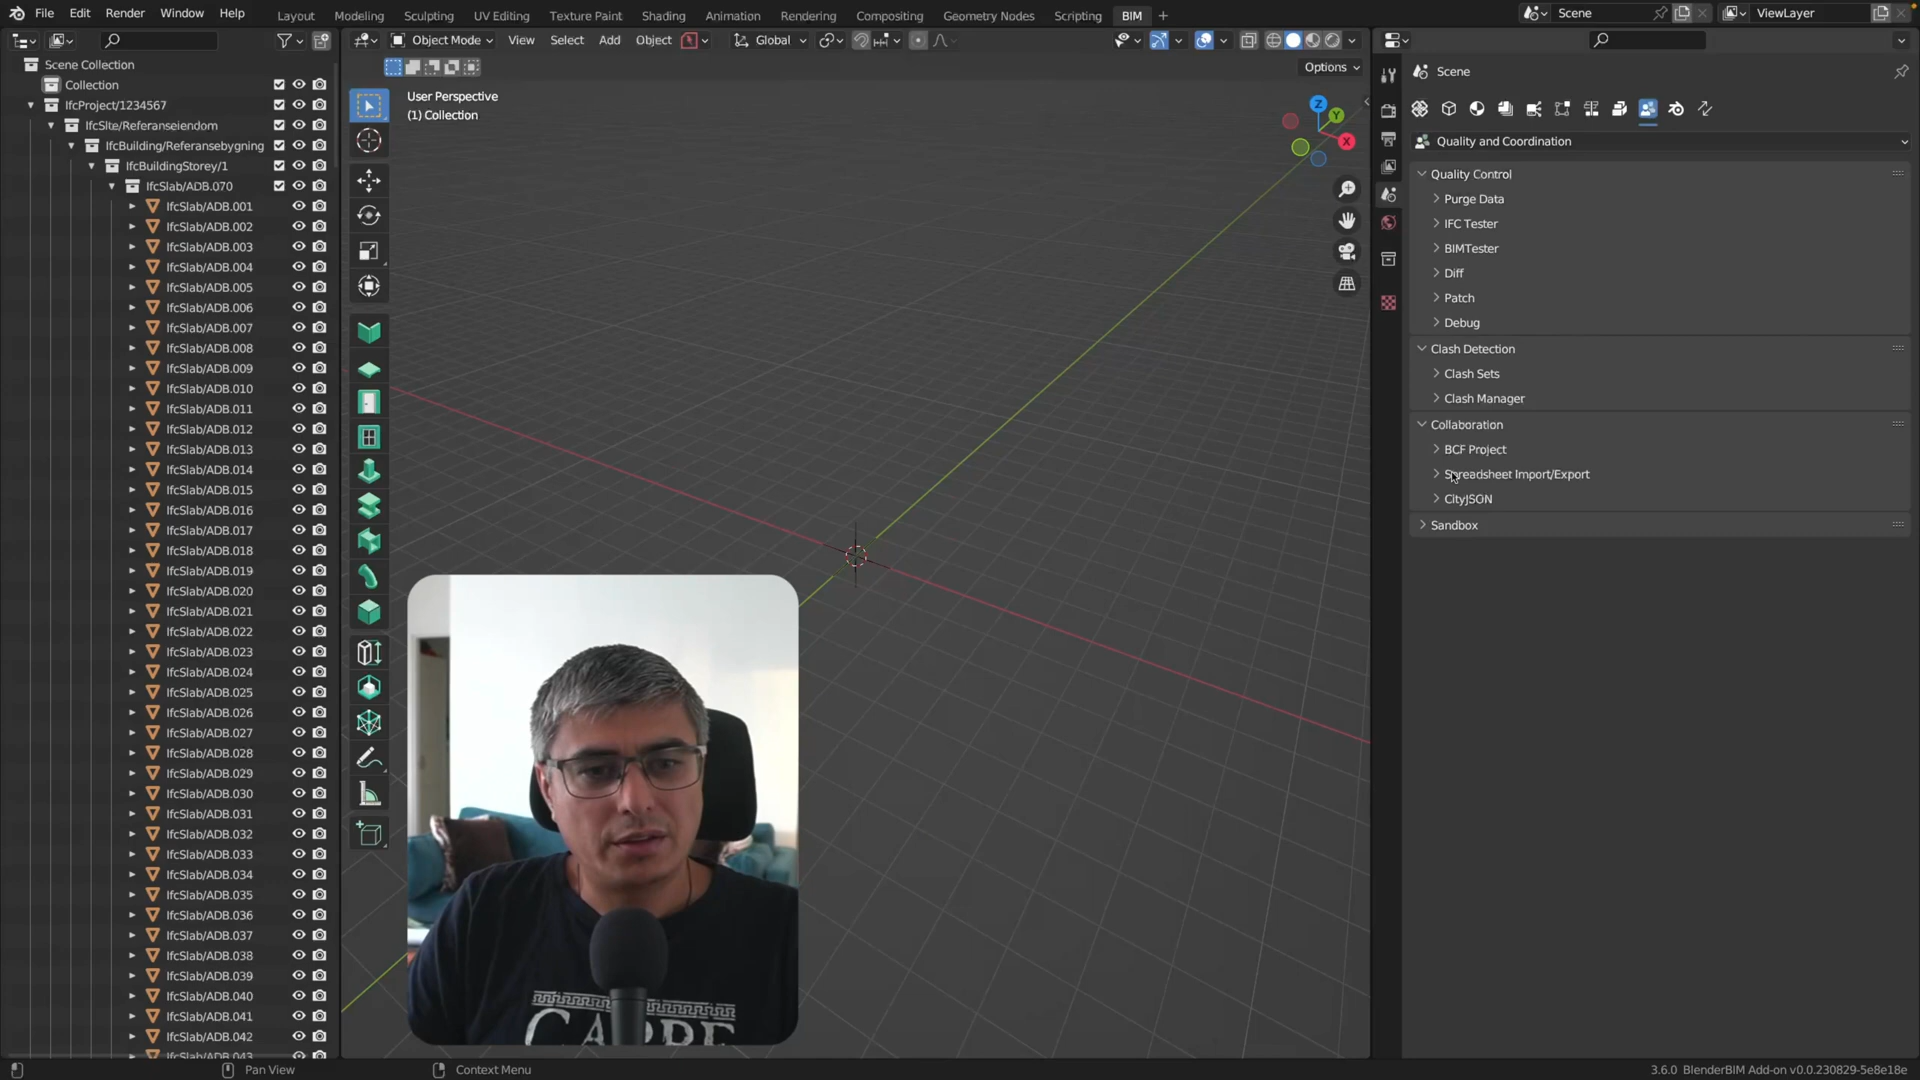 File Edit Render Window Help
Layout Modeling Sculpting UV Editing Texture Paint Shading Animation Rendering Compositing Geometry Nodes Scripting BIM
Scene
ViewLayer
Object Mode View Select Add Object
Global
Options
Scene Collection
Collection
IfcProject/1234567
IfcSite/Referanseiendom
IfcBuilding/Referansebygning
IfcBuildingStorey/1
IfcSlab/ADB.070
IfcSlab/ADB.001
IfcSlab/ADB.002
IfcSlab/ADB.003
IfcSlab/ADB.004
IfcSlab/ADB.005
IfcSlab/ADB.006
IfcSlab/ADB.007
IfcSlab/ADB.008
IfcSlab/ADB.009
IfcSlab/ADB.010
IfcSlab/ADB.011
IfcSlab/ADB.012
IfcSlab/ADB.013
IfcSlab/ADB.014
IfcSlab/ADB.015
IfcSlab/ADB.016
IfcSlab/ADB.017
IfcSlab/ADB.018
IfcSlab/ADB.019
IfcSlab/ADB.020
IfcSlab/ADB.021
IfcSlab/ADB.022
IfcSlab/ADB.023
IfcSlab/ADB.024
IfcSlab/ADB.025
IfcSlab/ADB.026
IfcSlab/ADB.027
IfcSlab/ADB.028
IfcSlab/ADB.029
IfcSlab/ADB.030
IfcSlab/ADB.031
IfcSlab/ADB.032
IfcSlab/ADB.033
IfcSlab/ADB.034
IfcSlab/ADB.035
IfcSlab/ADB.036
IfcSlab/ADB.037
IfcSlab/ADB.038
IfcSlab/ADB.039
IfcSlab/ADB.040
IfcSlab/ADB.041
IfcSlab/ADB.042
IfcSlab/ADB.043
User Perspective
(1) Collection
Z
Y
X
Scene
Quality and Coordination
Quality Control
Purge Data
IFC Tester
BIMTester
Diff
Patch
Debug
Clash Detection
Clash Sets
Clash Manager
Collaboration
BCF Project
Spreadsheet Import/Export
CityJSON
Sandbox
Pan View
Context Menu
3.6.0 BlenderBIM Add-on v0.0.230829-5e8e18e